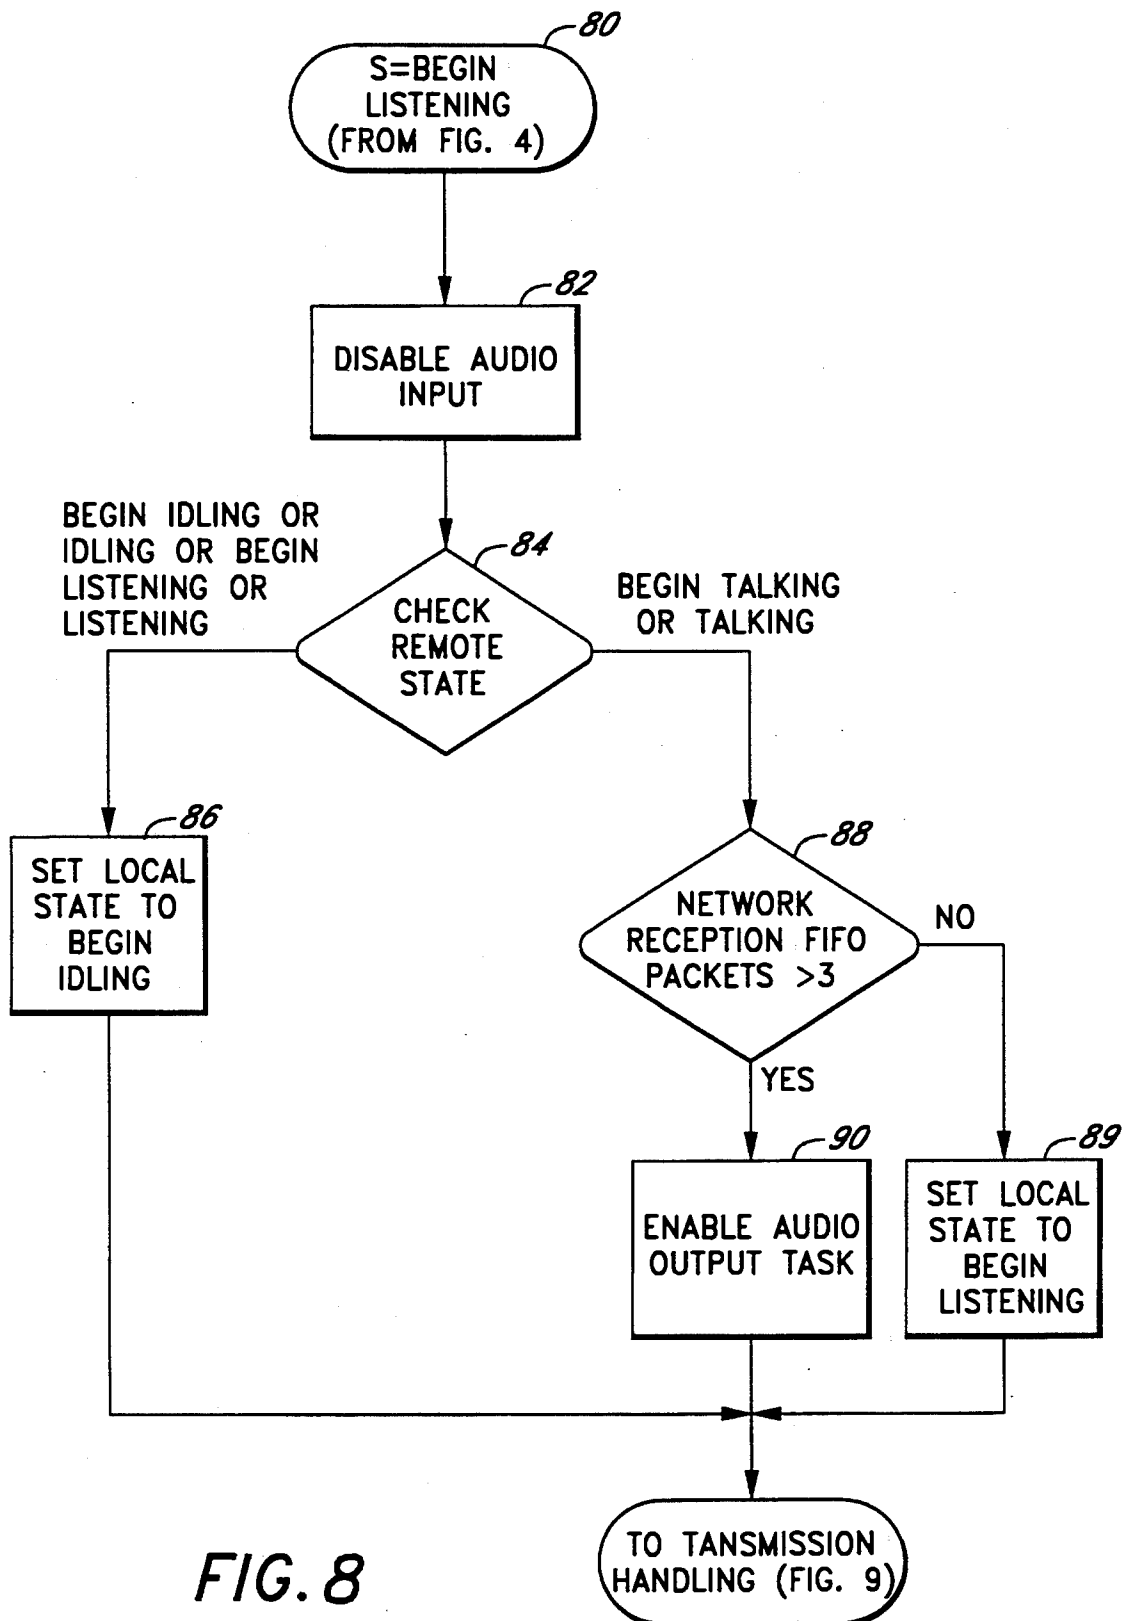 80
S=BEGIN
LISTENING
(FROM FIG. 4)
82
DISABLE AUDIO
INPUT
BEGIN IDLING OR
IDLING OR BEGIN
LISTENING OR
LISTENING
84
CHECK
REMOTE
STATE
BEGIN TALKING
OR TALKING
86
SET LOCAL
STATE TO
BEGIN
IDLING
88
NETWORK
RECEPTION FIFO
PACKETS >3
NO
YES
90
ENABLE AUDIO
OUTPUT TASK
89
SET LOCAL
STATE TO
BEGIN
LISTENING
TO TANSMISSION
HANDLING (FIG. 9)
FIG. 8